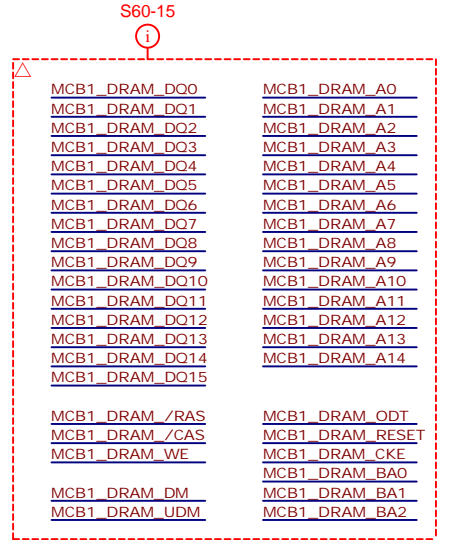 S60-15
i
MCB1_DRAM_DQ0 MCB1_DRAM_A0
MCB1_DRAM_DQ1 MCB1_DRAM_A1
MCB1_DRAM_DQ2 MCB1_DRAM_A2
MCB1_DRAM_DQ3 MCB1_DRAM_A3
MCB1_DRAM_DQ4 MCB1_DRAM_A4
MCB1_DRAM_DQ5 MCB1_DRAM_A5
MCB1_DRAM_DQ6 MCB1_DRAM_A6
MCB1_DRAM_DQ7 MCB1_DRAM_A7
MCB1_DRAM_DQ8 MCB1_DRAM_A8
MCB1_DRAM_DQ9 MCB1_DRAM_A9
MCB1_DRAM_DQ10 MCB1_DRAM_A10
MCB1_DRAM_DQ11 MCB1_DRAM_A11
MCB1_DRAM_DQ12 MCB1_DRAM_A12
MCB1_DRAM_DQ13 MCB1_DRAM_A13
MCB1_DRAM_DQ14 MCB1_DRAM_A14
MCB1_DRAM_DQ15
MCB1_DRAM_/RAS MCB1_DRAM_ODT
MCB1_DRAM_/CAS MCB1_DRAM_RESET
MCB1_DRAM_WE MCB1_DRAM_CKE
MCB1_DRAM_BA0
MCB1_DRAM_DM MCB1_DRAM_BA1
MCB1_DRAM_UDM MCB1_DRAM_BA2